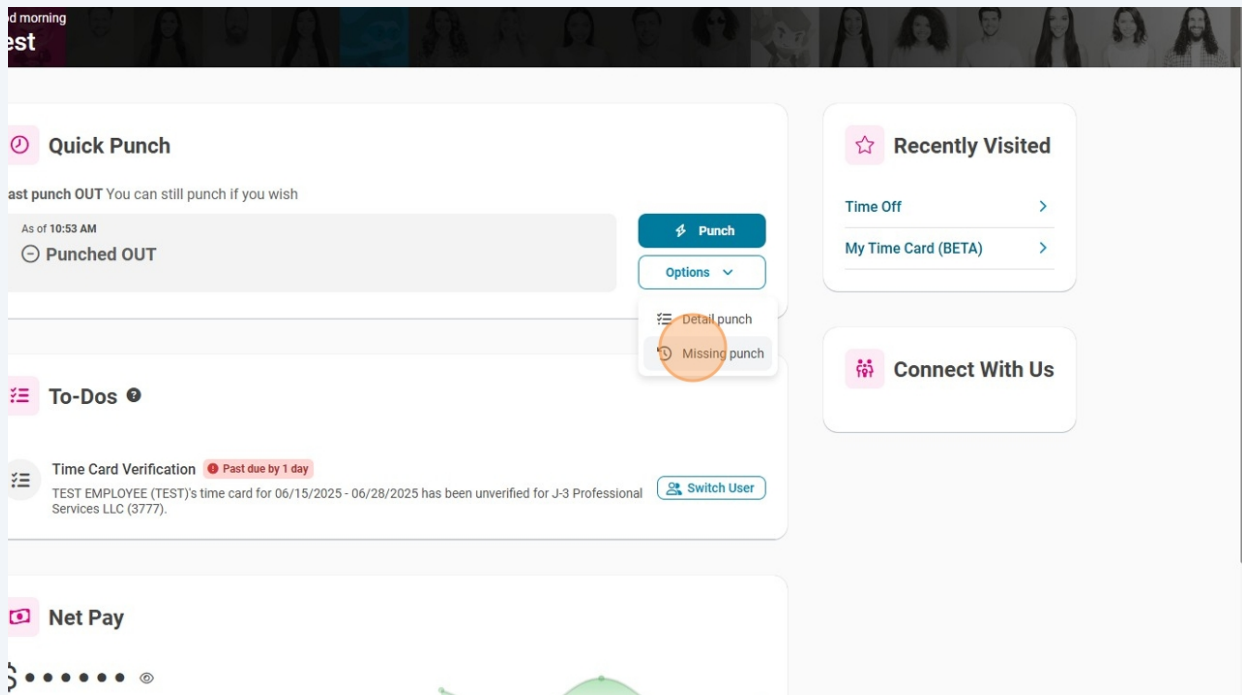 d morning
est
Quick Punch
ast punch OUT You can still punch if you wish
As of 10:53 AM
Punched OUT
Punch
Options
Detail punch
Missing punch
Recently Visited
Time Off
My Time Card (BETA)
Connect With Us
To-Dos
Time Card Verification Past due by 1 day
TEST EMPLOYEE (TEST)'s time card for 06/15/2025 - 06/28/2025 has been unverified for J-3 Professional
Services LLC (3777).
Switch User
Net Pay
$••••••